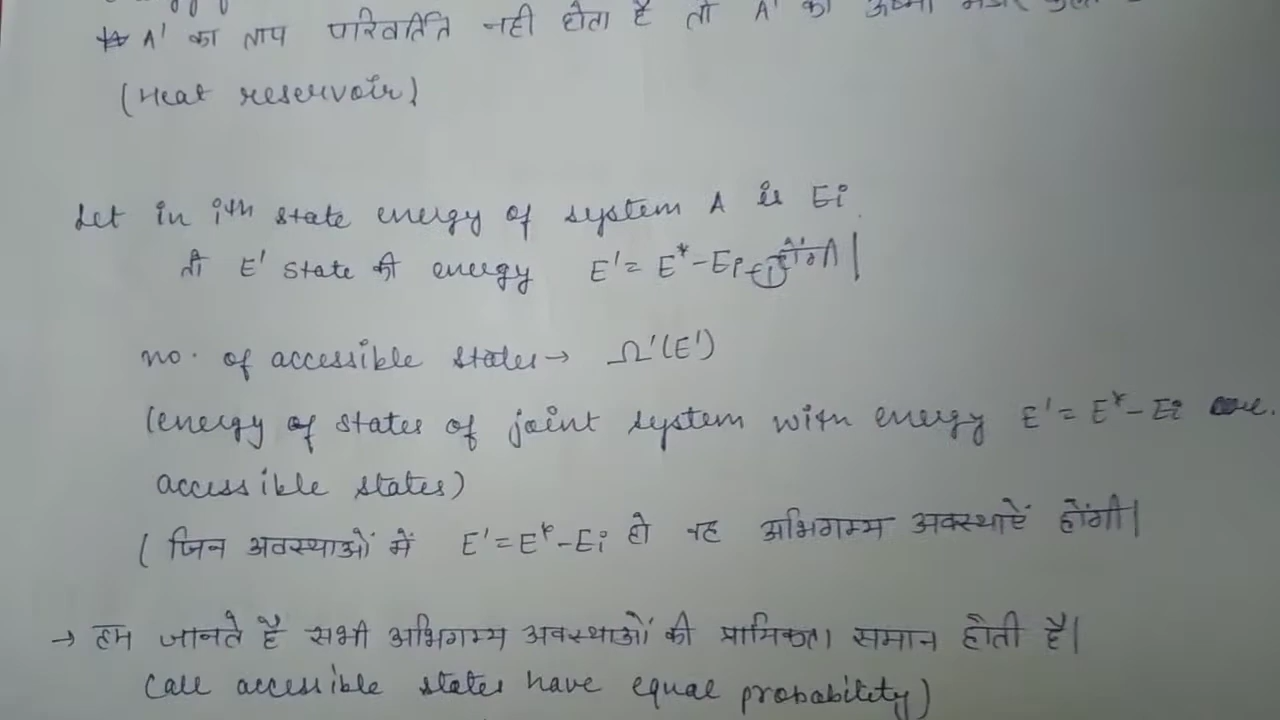 A' का ताप परिवर्तित नही होता है तो A' को ऊष्मा भंडार
(Heat reservoir)
Let in ith state energy of system A is Ei
तो E' state की energy E' = E* - Ei
no. of accessible states → Ω'(E')
(energy of states of joint system with energy E' = E* - Ei are
accessible states)
(जिन अवस्थाओं में E' = E* - Ei हो वह अभिगम्य अवस्थाऐं होंगी|
→ हम जानते है सभी अभिगम्य अवस्थाओं की प्रायिकता समान होती है|
(all accessible states have equal probability)